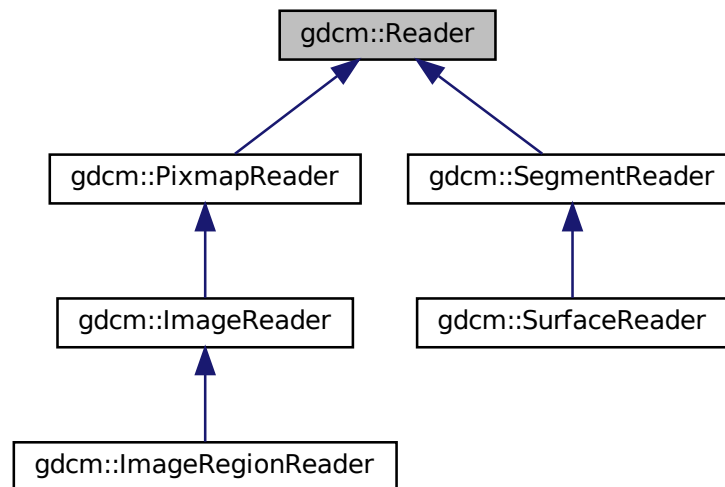 gdcm::Reader
gdcm::PixmapReader
gdcm::SegmentReader
gdcm::ImageReader
gdcm::SurfaceReader
gdcm::ImageRegionReader